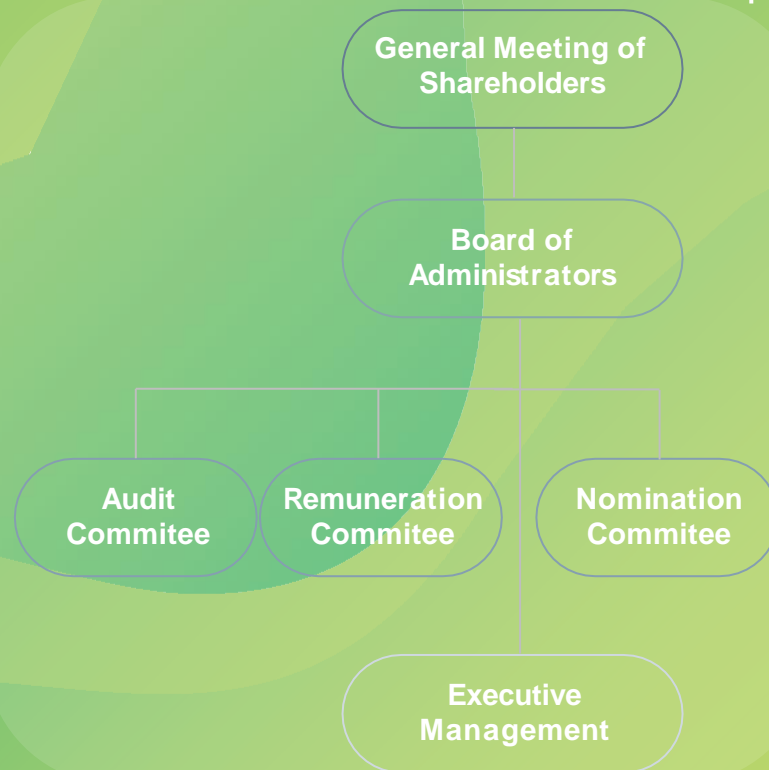 General Meeting of
Shareholders
Board of
Administrators
Audit
Commitee
Remuneration
Commitee
Nomination
Commitee
Executive
Management